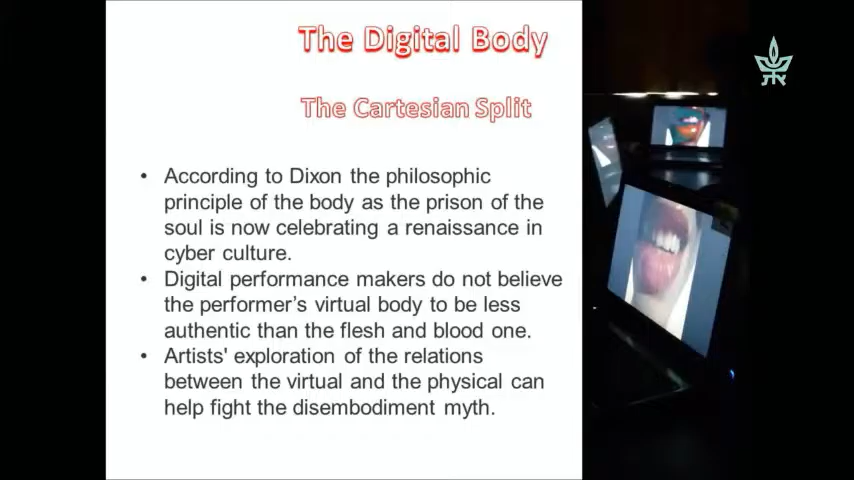 The Digital Body
The Cartesian Split
• According to Dixon the philosophic
principle of the body as the prison of the
soul is now celebrating a renaissance in
cyber culture.
• Digital performance makers do not believe
the performer's virtual body to be less
authentic than the flesh and blood one.
• Artists' exploration of the relations
between the virtual and the physical can
help fight the disembodiment myth.